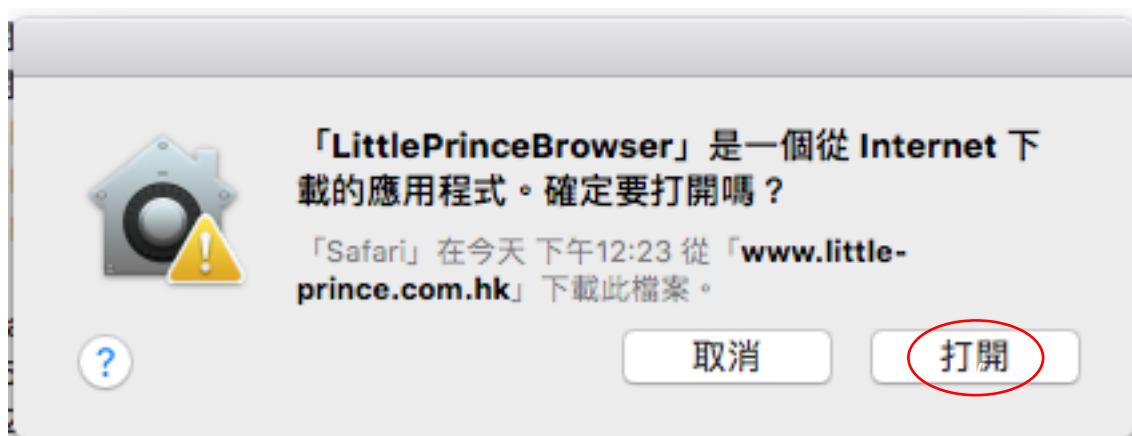 「LittlePrinceBrowser」是一個從 Internet 下
載的應用程式。確定要打開嗎？
「Safari」在今天 下午12:23 從「www.little-
prince.com.hk」下載此檔案。
?
取消
打開